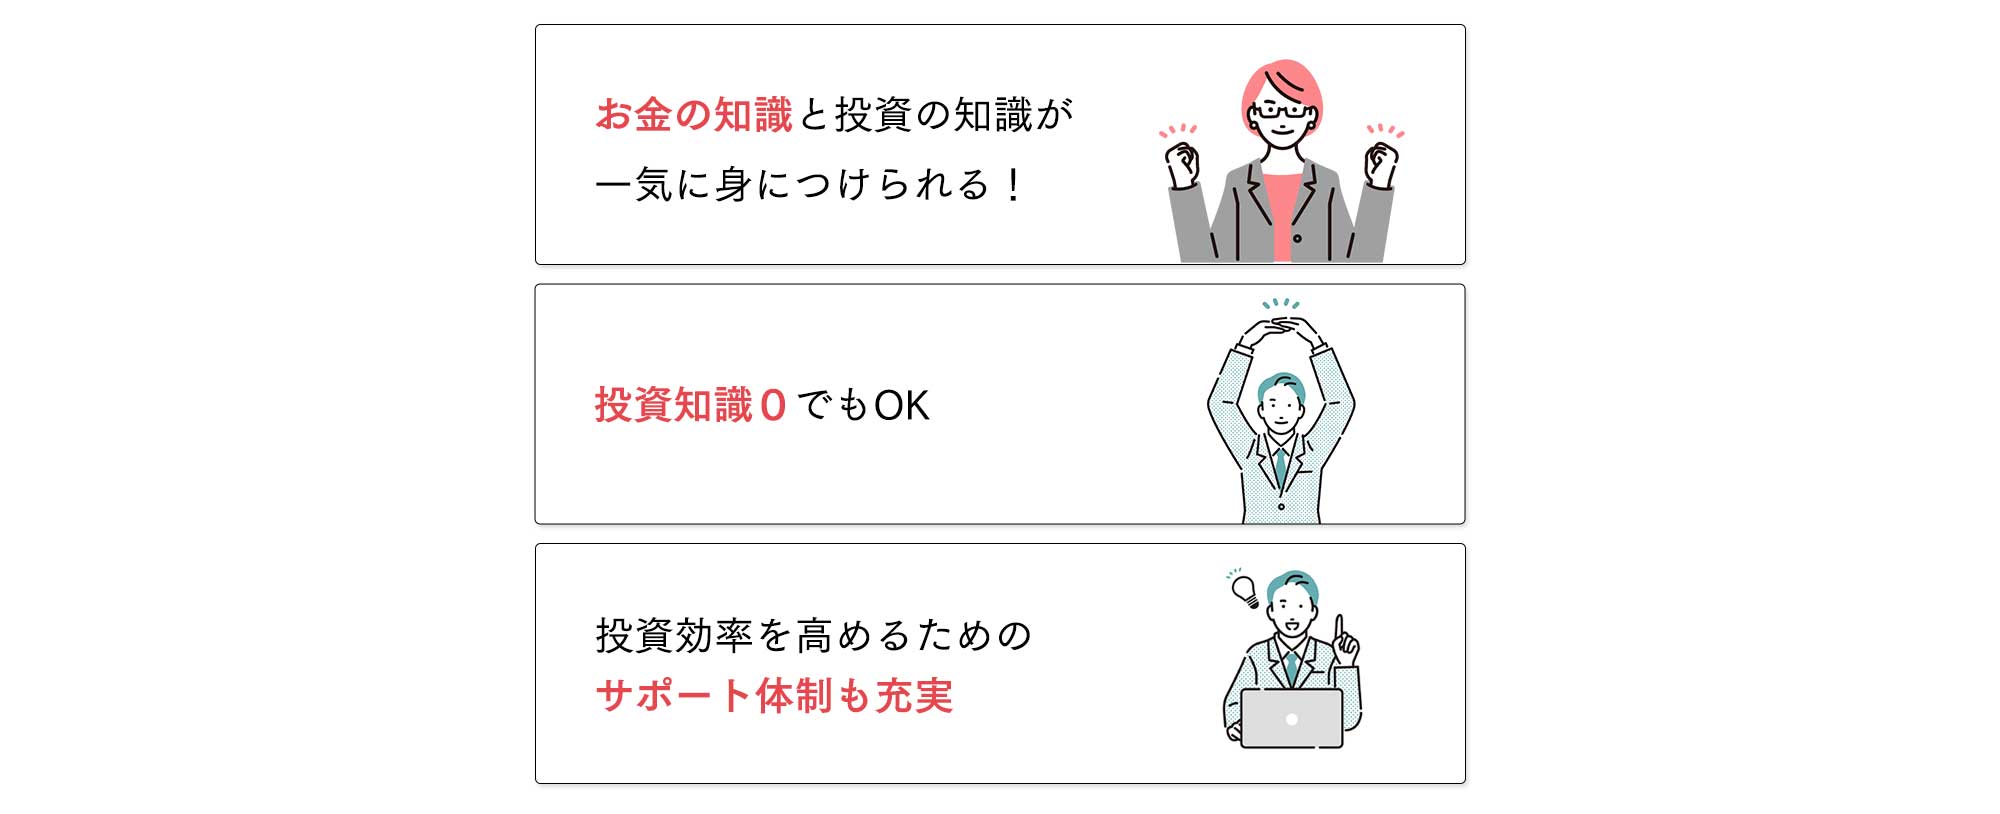 お金の知識と投資の知識が
一気に身につけられる！
投資知識０でもOK
投資効率を高めるための
サポート体制も充実